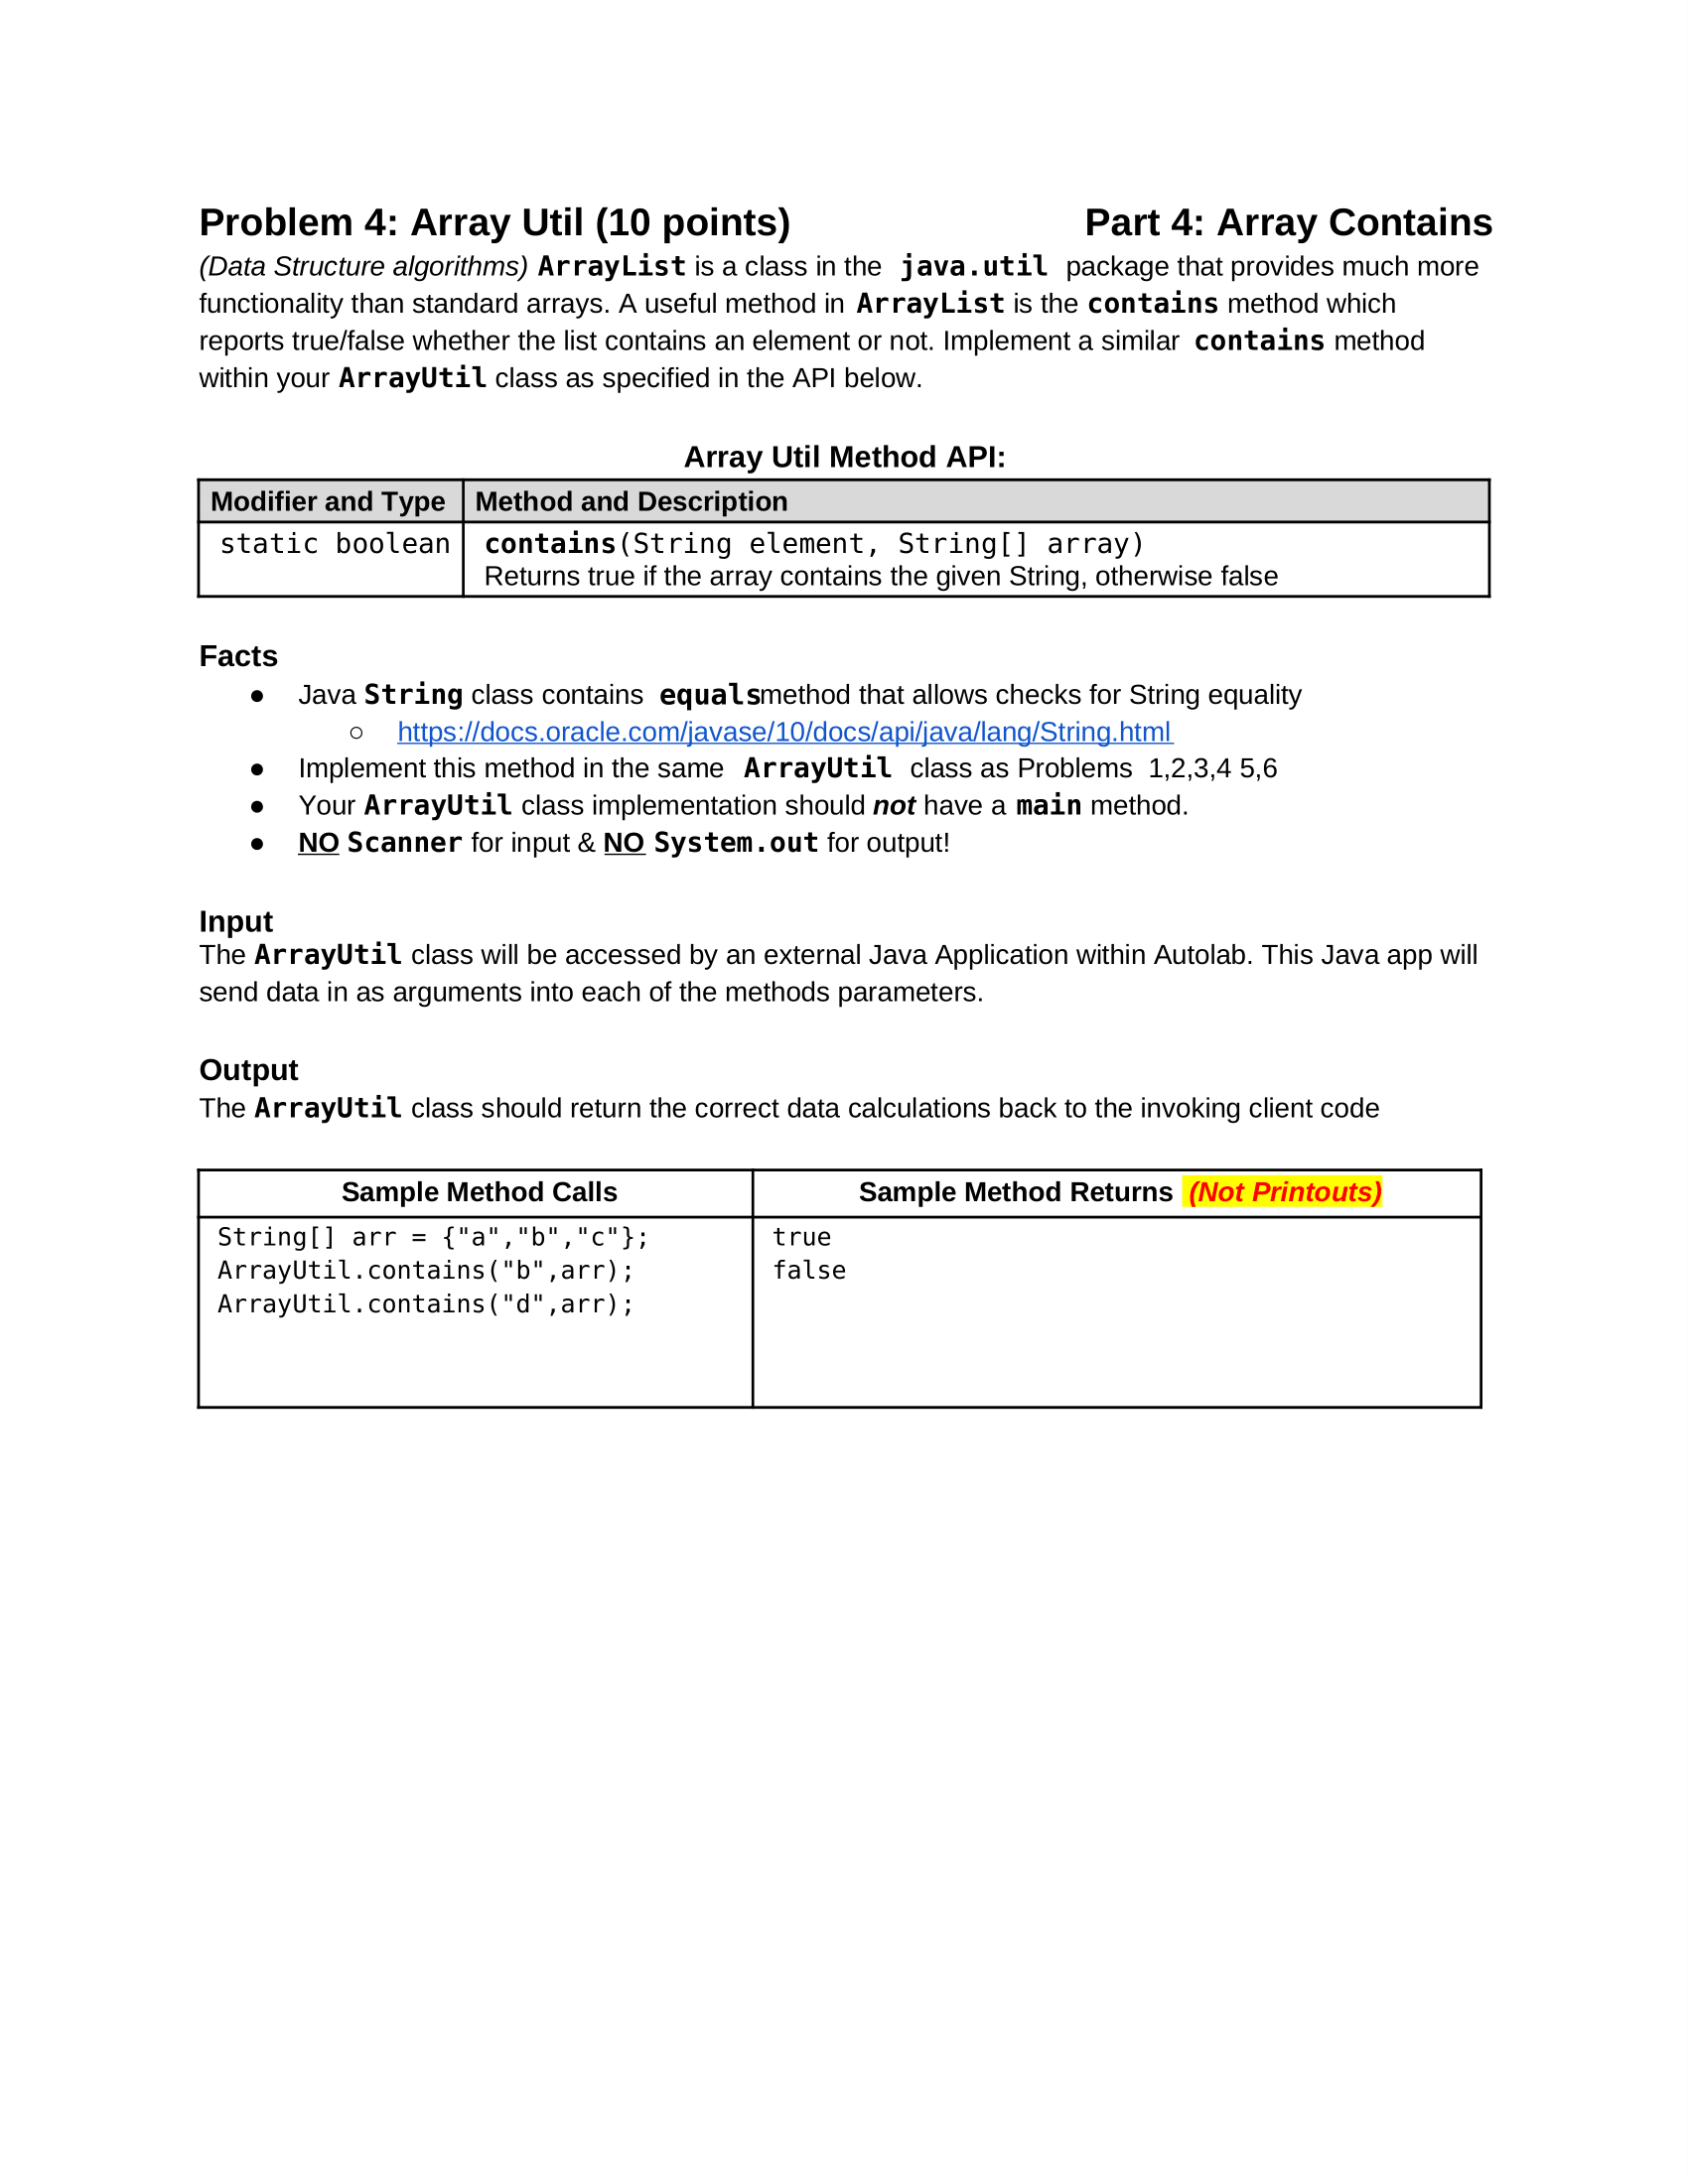 Problem 4: Array Util (10 points) Part 4: Array Contains
(Data Structure algorithms) ArrayList is a class in the java.util package that provides much more
functionality than standard arrays. A useful method in ArrayList is the contains method which
reports true/false whether the list contains an element or not. Implement a similar contains method
within your ArrayUtil class as specified in the API below.
Array Util Method API:
Modifier and Type Method and Description
static boolean contains(String element, String[] array)
Returns true if the array contains the given String, otherwise false
Facts
● Java String class contains equalsmethod that allows checks for String equality
○ https://docs.oracle.com/javase/10/docs/api/java/lang/String.html
● Implement this method in the same ArrayUtil class as Problems 1,2,3,4 5,6
● Your ArrayUtil class implementation should not have a main method.
● NO Scanner for input & NO System.out for output!
Input
The ArrayUtil class will be accessed by an external Java Application within Autolab. This Java app will
send data in as arguments into each of the methods parameters.
Output
The ArrayUtil class should return the correct data calculations back to the invoking client code
Sample Method Calls Sample Method Returns (Not Printouts)
String[] arr = {"a","b","c"}; true
ArrayUtil.contains("b",arr); false
ArrayUtil.contains("d",arr);